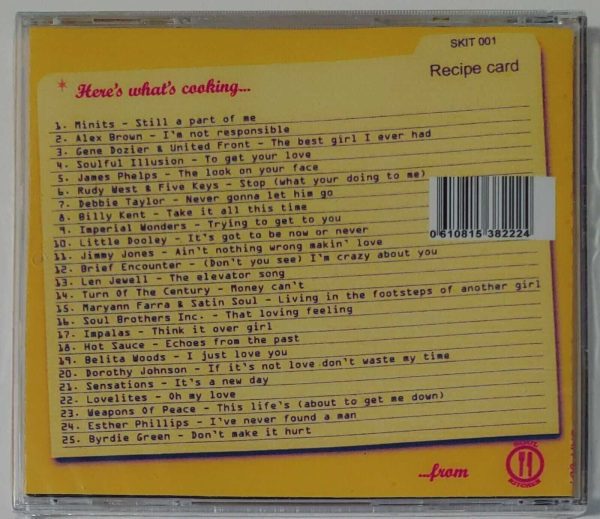 SKIT 001
Recipe card
* Here's what's cooking...
1. Minits - Still a part of me
2. Alex Brown - I'm not responsible
3. Gene Dozier & United Front - The best girl I ever had
4. Soulful Illusion - To get your love
5. James Phelps - The look on your face
6. Rudy West & Five Keys - Stop (what your doing to me)
7. Debbie Taylor - Never gonna let him go
8. Billy Kent - Take it all this time
9. Imperial Wonders - Trying to get to you
10. Little Dooley - It's got to be now or never
11. Jimmy Jones - Ain't nothing wrong makin' love
12. Brief Encounter - (Don't you see) I'm crazy about you
13. Len Jewell - The elevator song
14. Turn Of The Century - Money can't
15. Maryann Farra & Satin Soul - Living in the footsteps of another girl
16. Soul Brothers Inc. - That loving feeling
17. Impalas - Think it over girl
18. Hot Sauce - Echoes from the past
19. Belita Woods - I just love you
20. Dorothy Johnson - If it's not love don't waste my time
21. Sensations - It's a new day
22. Lovelites - Oh my love
23. Weapons Of Peace - This life's (about to get me down)
24. Esther Phillips - I've never found a man
25. Byrdie Green - Don't make it hurt
0 610815 382224
...from
KITCHEN